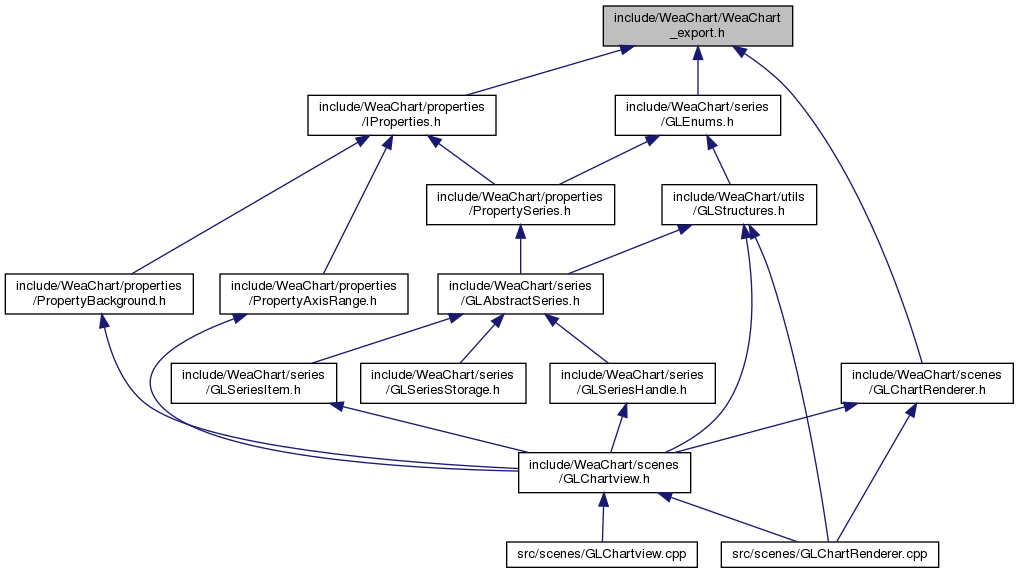 include/WeaChart/WeaChart
_export.h
include/WeaChart/properties
/IProperties.h
include/WeaChart/series
/GLEnums.h
include/WeaChart/properties
/PropertySeries.h
include/WeaChart/utils
/GLStructures.h
include/WeaChart/properties
/PropertyBackground.h
include/WeaChart/properties
/PropertyAxisRange.h
include/WeaChart/series
/GLAbstractSeries.h
include/WeaChart/series
/GLSeriesItem.h
include/WeaChart/series
/GLSeriesStorage.h
include/WeaChart/series
/GLSeriesHandle.h
include/WeaChart/scenes
/GLChartRenderer.h
include/WeaChart/scenes
/GLChartview.h
src/scenes/GLChartview.cpp
src/scenes/GLChartRenderer.cpp